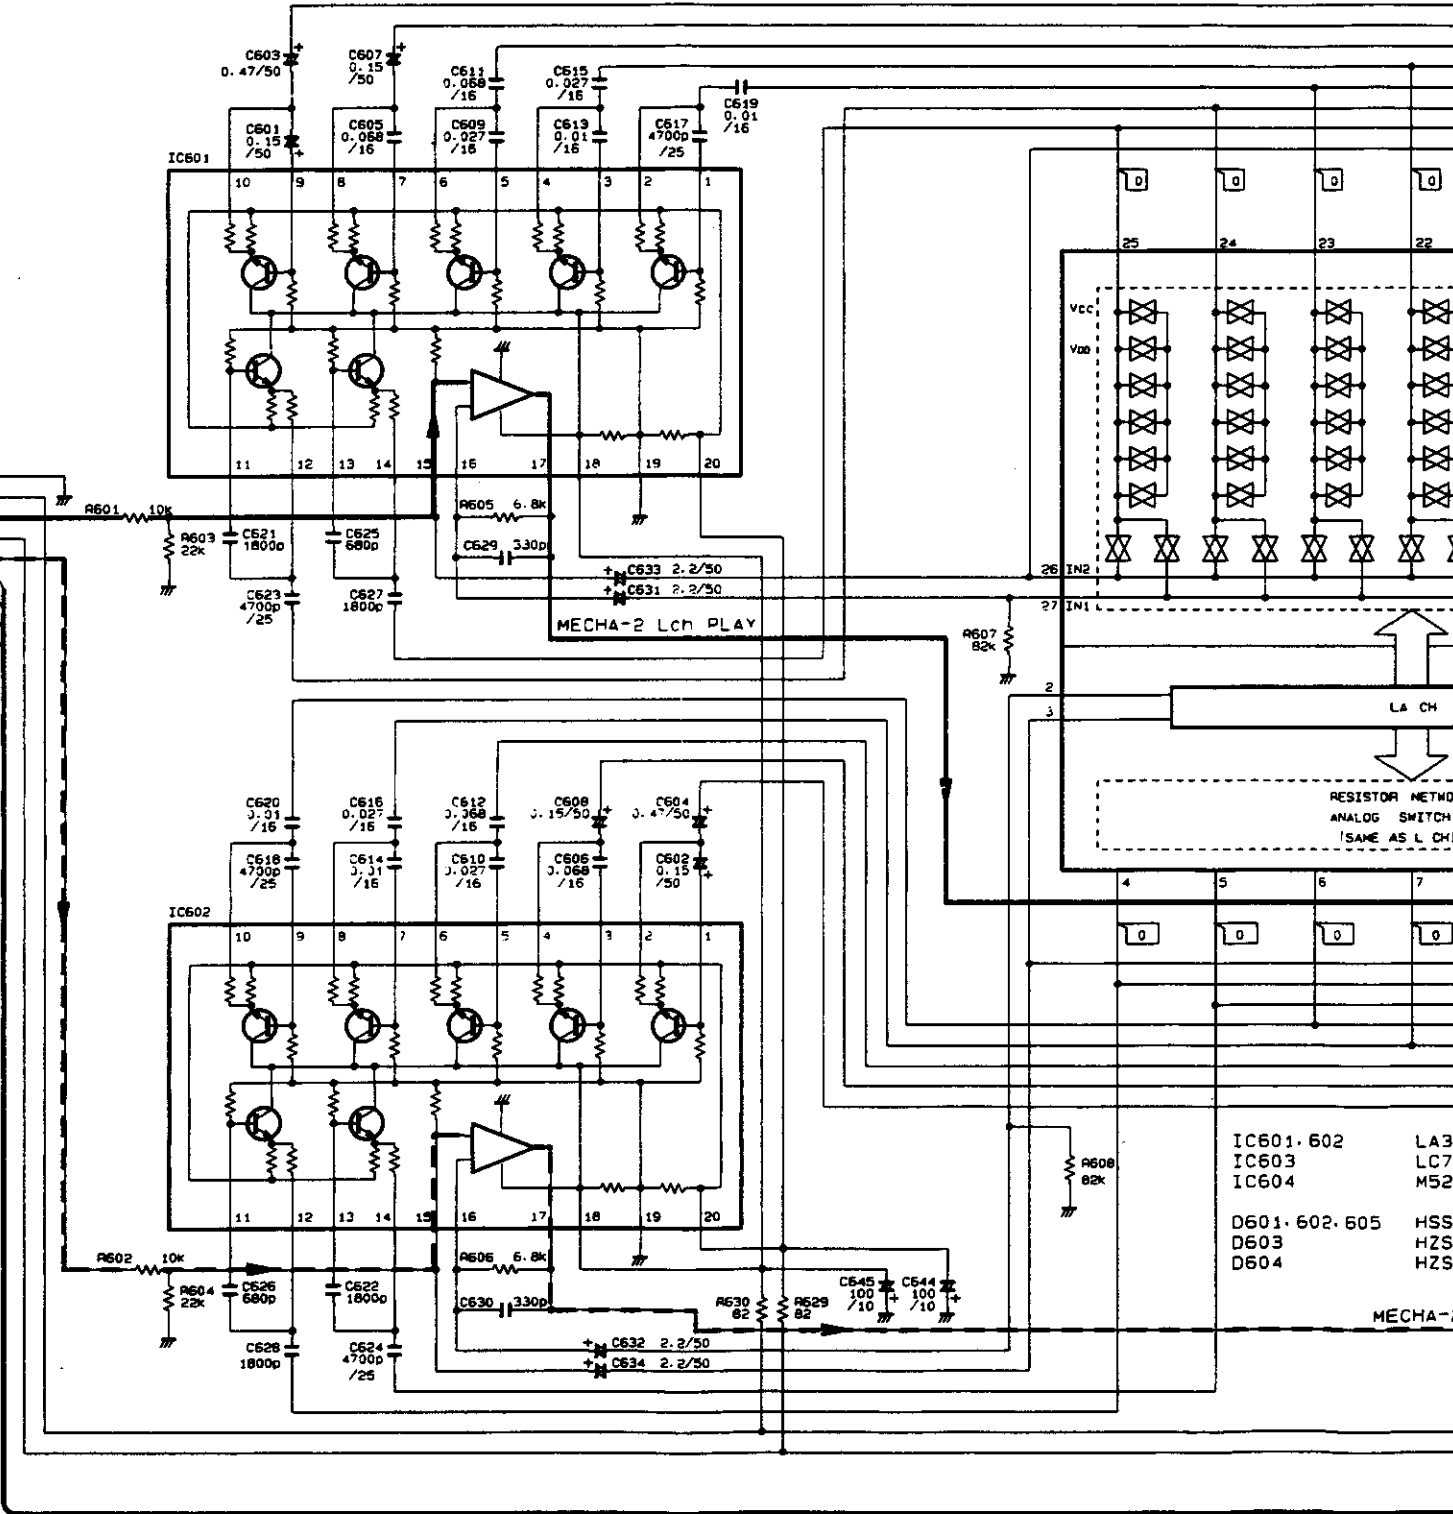 C603
0.47/50
C607
0.15
/50
C611
0.068
/16
C615
0.027
/16
C619
0.01
/16
C601
0.15
/50
C605
0.068
/16
C609
0.027
/16
C613
0.01
/16
C617
4700p
/25
IC601
10 9 8 7 6 5 4 3 2 1
11 12 13 14 15 16 17 18 19 20
R601 10k
R603
22k
C621
1800p
C625
680p
R605 6.8k
C629 330p
C623
4700p
/25
C627
1800p
+ C633 2.2/50
+ C631 2.2/50
MECHA-2 Lch PLAY
0 0 0 0
25 24 23 22
VCC
VDD
26 IN2
27 IN1
R607
82k
2
3
LA CH
RESISTOR NETWO
ANALOG SWITCH
(SAME AS L CH
4 5 6 7
0 0 0 0
C620
0.01
/16
C616
0.027
/16
C612
0.068
/16
C608
0.15/50
C604
0.47/50
C618
4700p
/25
C614
0.01
/16
C610
0.027
/16
C606
0.068
/16
C602
0.15
/50
IC602
10 9 8 7 6 5 4 3 2 1
11 12 13 14 15 16 17 18 19 20
R602 10k
R604
22k
C626
680p
C622
1800p
R606 6.8k
C630 330p
C628
1800p
C624
4700p
/25
+ C632 2.2/50
+ C634 2.2/50
R630
82
R629
82
C645
100
/10
C644
100
/10
R608
82k
IC601.602 LA3
IC603 LC7
IC604 M52
D601.602.605 HSS
D603 HZS
D604 HZS
MECHA-2